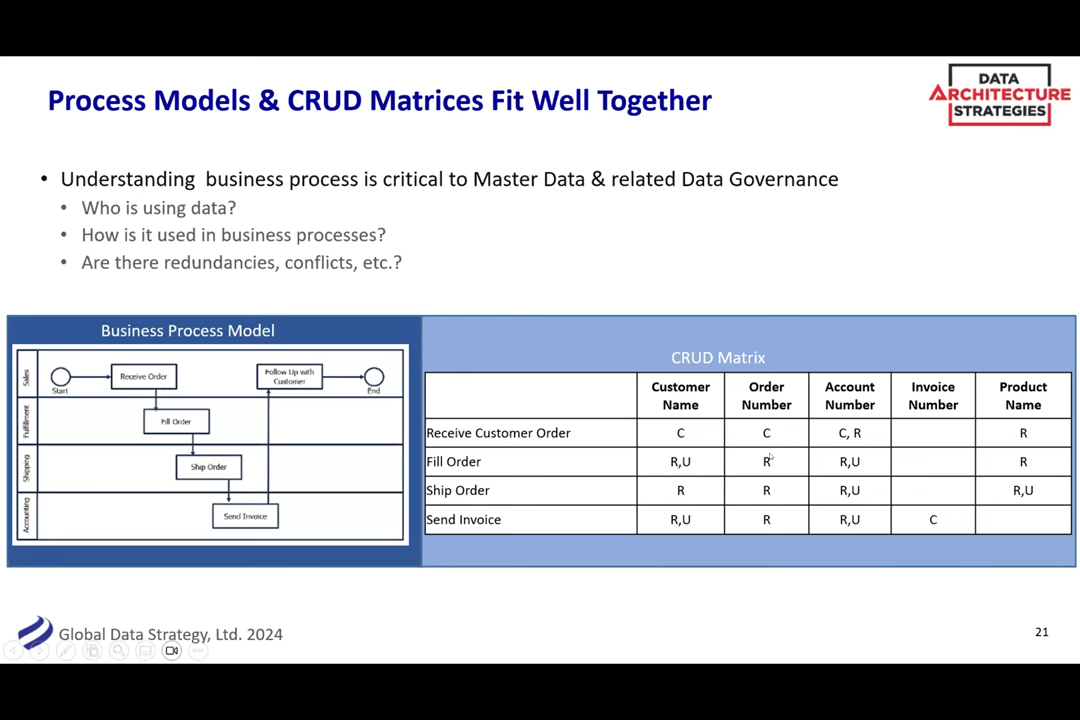 Process Models & CRUD Matrices Fit Well Together
DATA
ARCHITECTURE
STRATEGIES
• Understanding business process is critical to Master Data & related Data Governance
• Who is using data?
• How is it used in business processes?
• Are there redundancies, conflicts, etc.?
Business Process Model
Sales
Start
Receive Order
Follow Up with
Customer
End
Fulfillment
Fill Order
Shipping
Ship Order
Accounting
Send Invoice
CRUD Matrix
Customer Name Order Number Account Number Invoice Number Product Name
Receive Customer Order C C C, R R
Fill Order R,U R R,U R
Ship Order R R R,U R,U
Send Invoice R,U R R,U C
Global Data Strategy, Ltd. 2024
21